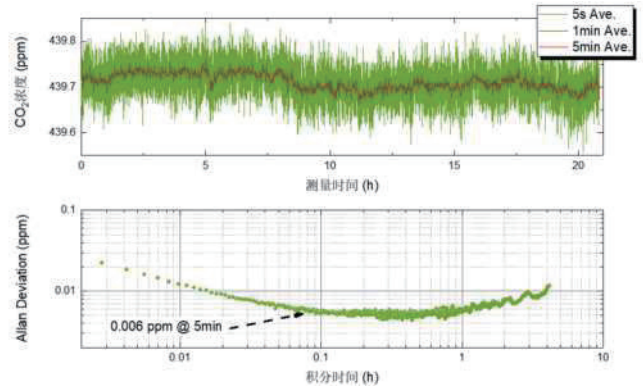 5s Ave.
1min Ave.
5min Ave.
CO₂浓度 (ppm)
439.8
439.7
439.6
0
5
10
15
20
测量时间 (h)
Allan Deviation (ppm)
0.1
0.01
0.006 ppm @ 5min
0.01
0.1
1
10
积分时间 (h)